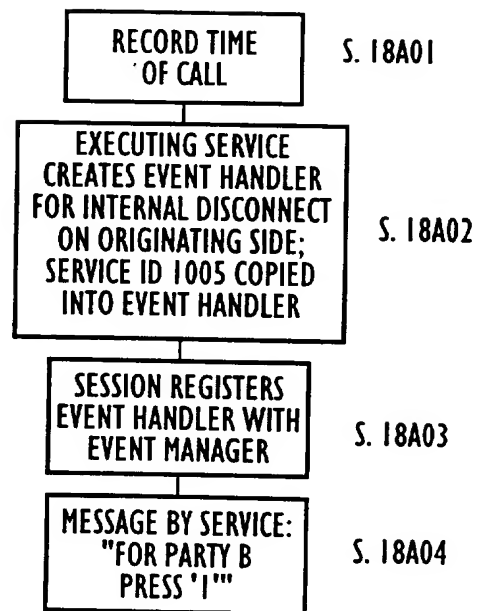 RECORD TIME
OF CALL
S. 18A01
EXECUTING SERVICE
CREATES EVENT HANDLER
FOR INTERNAL DISCONNECT
ON ORIGINATING SIDE;
SERVICE ID 1005 COPIED
INTO EVENT HANDLER
S. 18A02
SESSION REGISTERS
EVENT HANDLER WITH
EVENT MANAGER
S. 18A03
MESSAGE BY SERVICE:
"FOR PARTY B
PRESS '1'"
S. 18A04